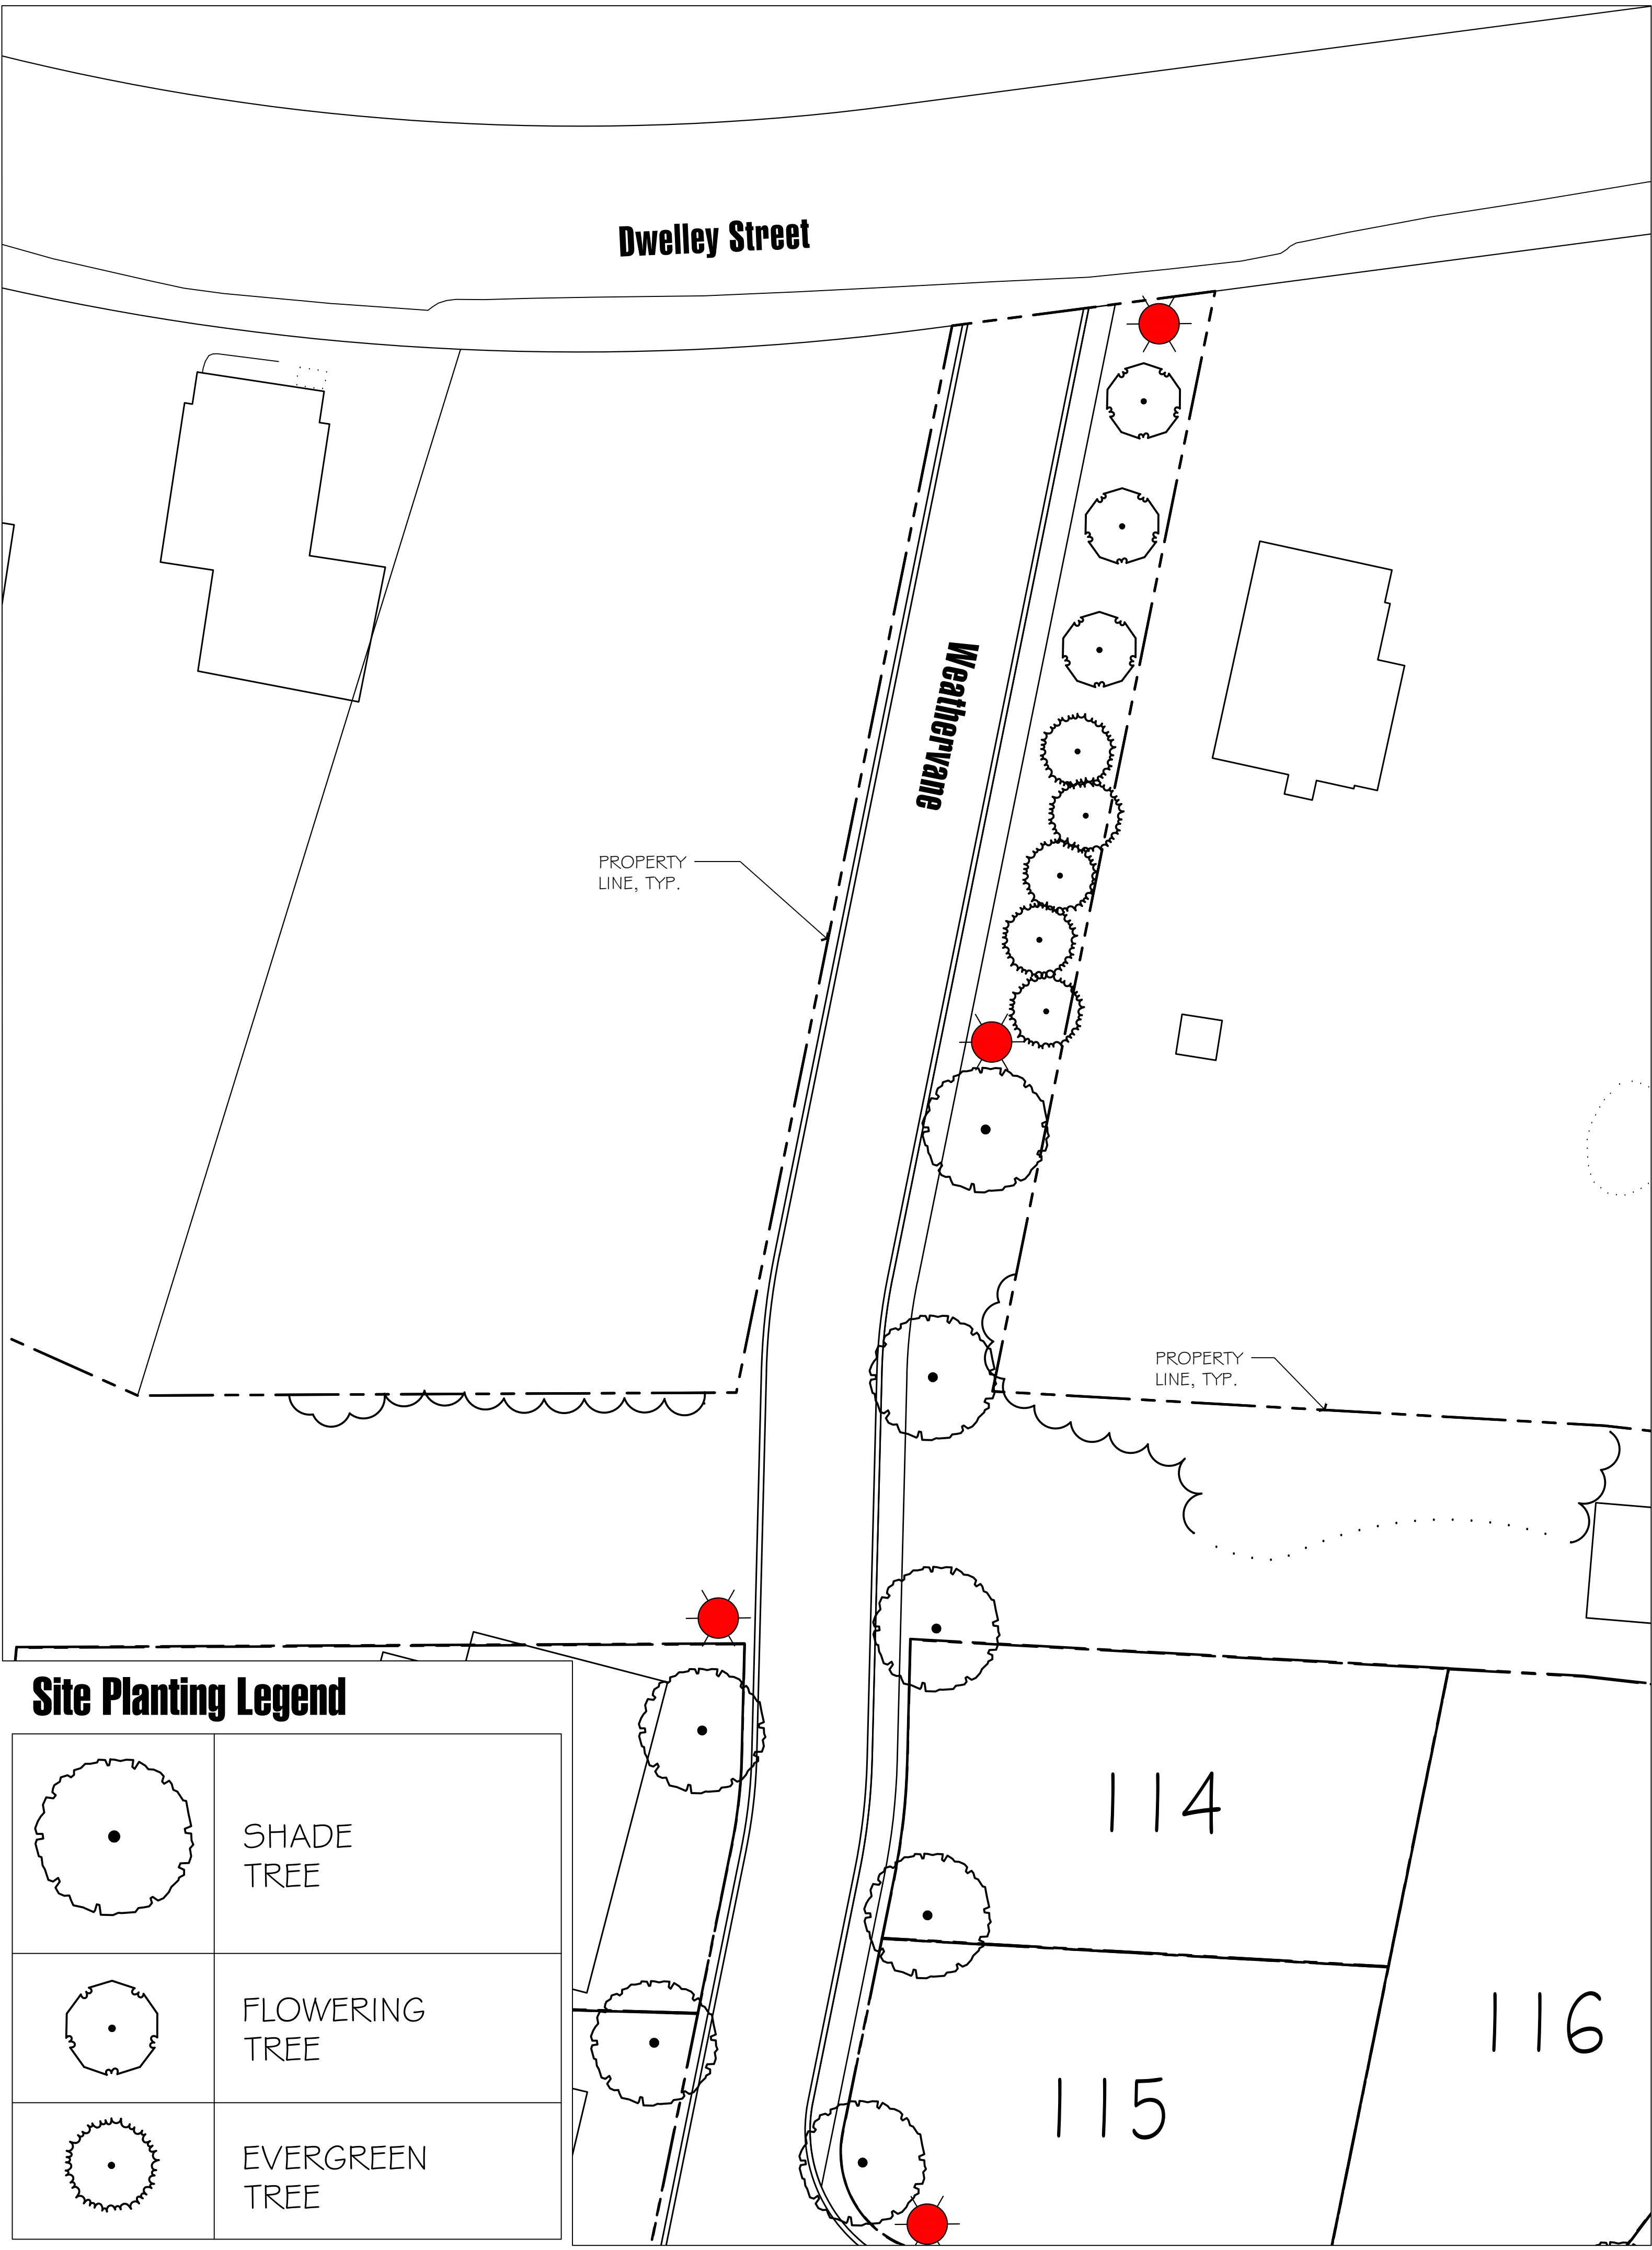 Dwelley Street
Weathervane
PROPERTY
LINE, TYP.
PROPERTY
LINE, TYP.
114
116
115
Site Planting Legend
SHADE
TREE
FLOWERING
TREE
EVERGREEN
TREE